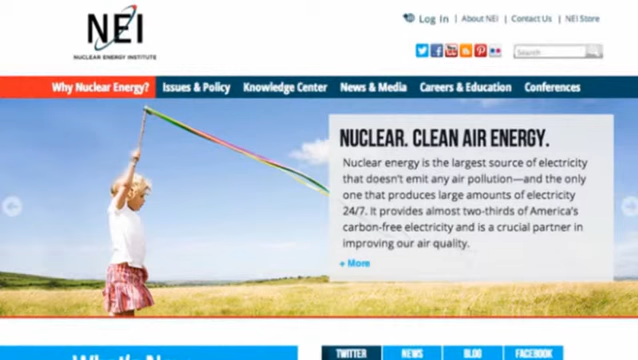 NEI
NUCLEAR ENERGY INSTITUTE
Log In | About NEI | Contact Us | NEI Store
Search
Why Nuclear Energy? Issues & Policy Knowledge Center News & Media Careers & Education Conferences
NUCLEAR. CLEAN AIR ENERGY.
Nuclear energy is the largest source of electricity
that doesn't emit any air pollution—and the only
one that produces large amounts of electricity
24/7. It provides almost two-thirds of America's
carbon-free electricity and is a crucial partner in
improving our air quality.
+ More
What's New
TWITTER NEWS BLOG FACEBOOK